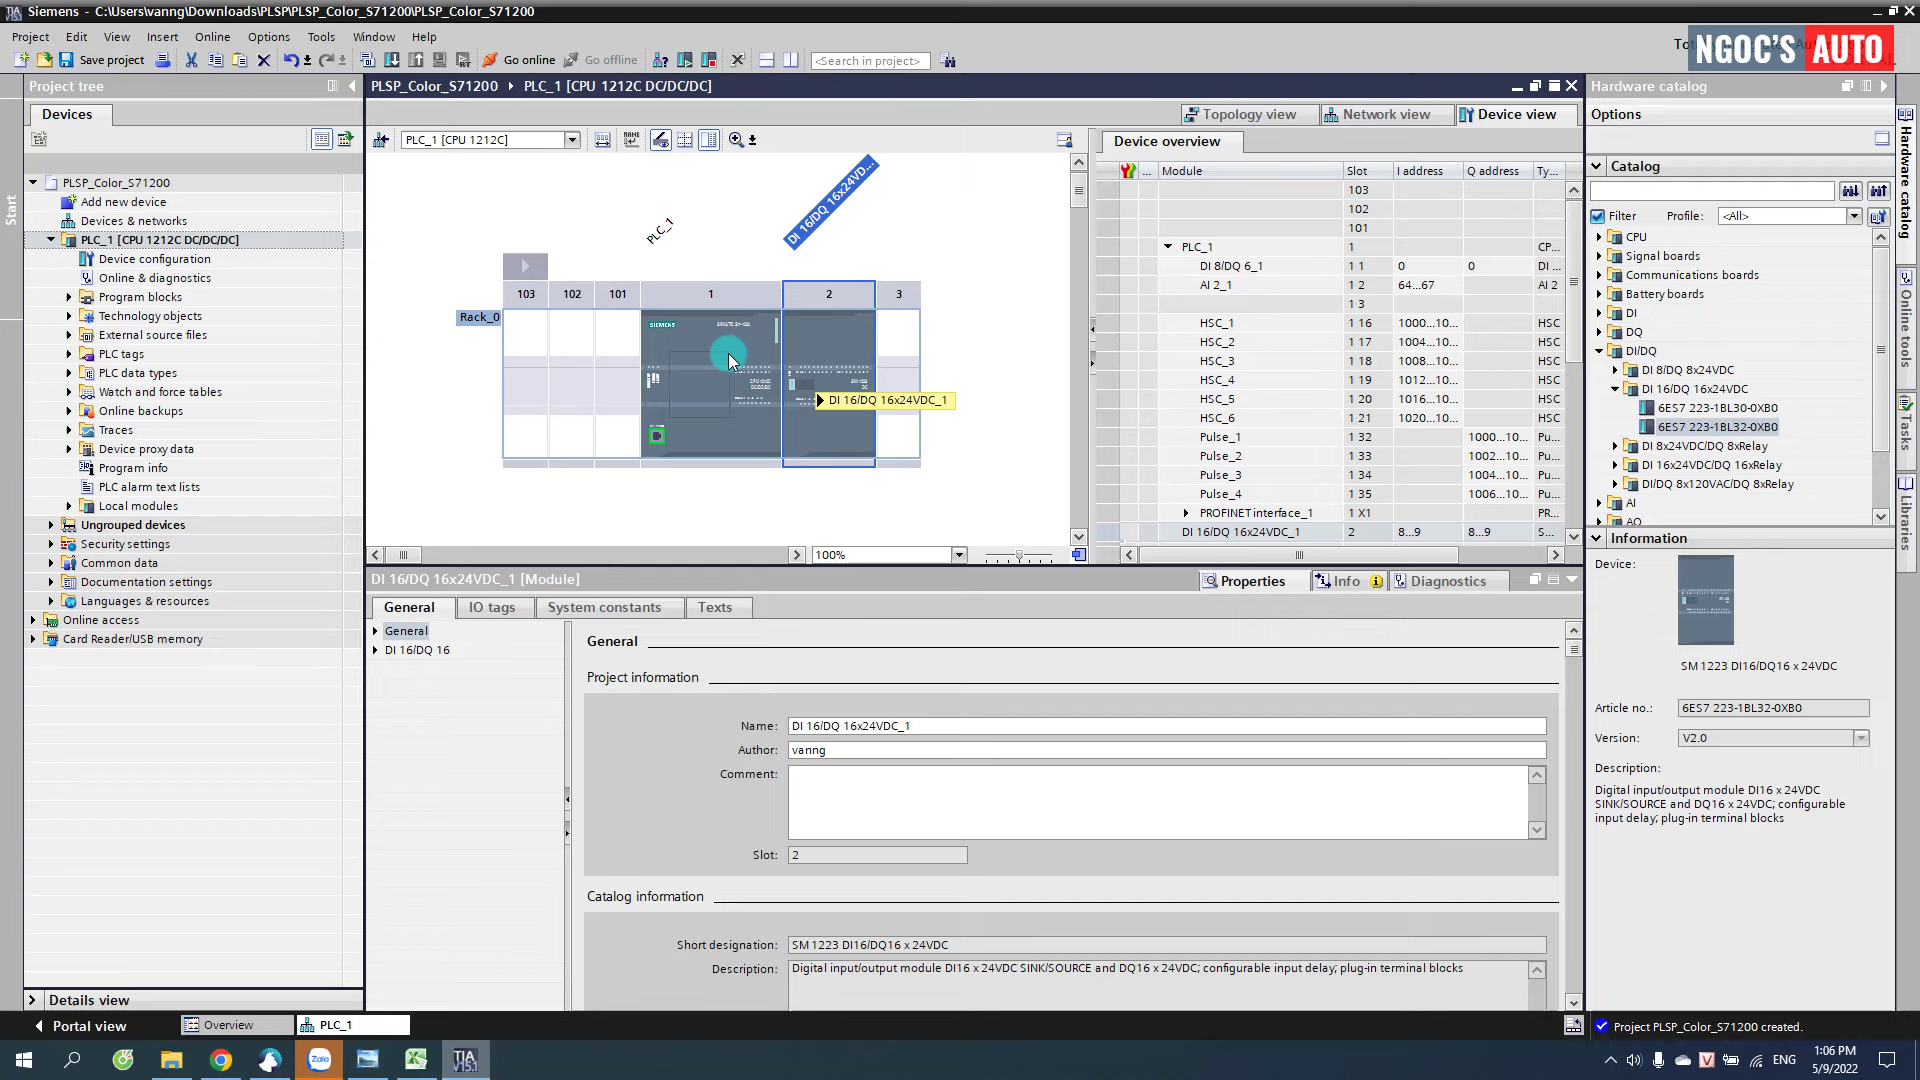 Siemens - C:\Users\vanng\Downloads\PLSP\PLSP_Color_S71200\PLSP_Color_S71200
Project Edit View Insert Online Options Tools Window Help
NGOC'S AUTO
Save project Go online Go offline <Search in project>
Project tree
PLSP_Color_S71200 PLC_1 [CPU 1212C DC/DC/DC]
Hardware catalog
Devices
Topology view Network view Device view
Options
PLC_1 [CPU 1212C]
Device overview
Catalog
Filter Profile: <All>
Start
PLSP_Color_S71200
Add new device
Devices & networks
PLC_1 [CPU 1212C DC/DC/DC]
Device configuration
Online & diagnostics
Program blocks
Technology objects
External source files
PLC tags
PLC data types
Watch and force tables
Online backups
Traces
Device proxy data
Program info
PLC alarm text lists
Local modules
Ungrouped devices
Security settings
Common data
Documentation settings
Languages & resources
Online access
Card Reader/USB memory
Details view
PLC_1
DI 16/DQ 16x24VD...
103 102 101 1 2 3
Rack_0
SIEMENS
DI 16/DQ 16x24VDC_1
100%
... Module Slot I address Q address Ty...
103
102
101
PLC_1 1 CP...
DI 8/DQ 6_1 1 1 0 0 DI ...
AI 2_1 1 2 64...67 AI 2
1 3
HSC_1 1 16 1000...10... HSC
HSC_2 1 17 1004...10... HSC
HSC_3 1 18 1008...10... HSC
HSC_4 1 19 1012...10... HSC
HSC_5 1 20 1016...10... HSC
HSC_6 1 21 1020...10... HSC
Pulse_1 1 32 1000...10... Pu...
Pulse_2 1 33 1002...10... Pu...
Pulse_3 1 34 1004...10... Pu...
Pulse_4 1 35 1006...10... Pu...
PROFINET interface_1 1 X1 PR...
DI 16/DQ 16x24VDC_1 2 8...9 8...9 S...
CPU
Signal boards
Communications boards
Battery boards
DI
DQ
DI/DQ
DI 8/DQ 8x24VDC
DI 16/DQ 16x24VDC
6ES7 223-1BL30-0XB0
6ES7 223-1BL32-0XB0
DI 8x24VDC/DQ 8xRelay
DI 16x24VDC/DQ 16xRelay
DI/DQ 8x120VAC/DQ 8xRelay
AI
AQ
Hardware catalog
Online tools
Tasks
Libraries
DI 16/DQ 16x24VDC_1 [Module]
Properties Info Diagnostics
General IO tags System constants Texts
General
DI 16/DQ 16
General
Project information
Name: DI 16/DQ 16x24VDC_1
Author: vanng
Comment:
Slot: 2
Catalog information
Short designation: SM 1223 DI16/DQ16 x 24VDC
Description: Digital input/output module DI16 x 24VDC SINK/SOURCE and DQ16 x 24VDC; configurable input delay; plug-in terminal blocks
Information
Device:
SM 1223 DI16/DQ16 x 24VDC
Article no.: 6ES7 223-1BL32-0XB0
Version: V2.0
Description:
Digital input/output module DI16 x 24VDC
SINK/SOURCE and DQ16 x 24VDC; configurable
input delay; plug-in terminal blocks
Portal view Overview PLC_1
Project PLSP_Color_S71200 created.
Zalo
TIA
V15.1
ENG
1:06 PM
5/9/2022